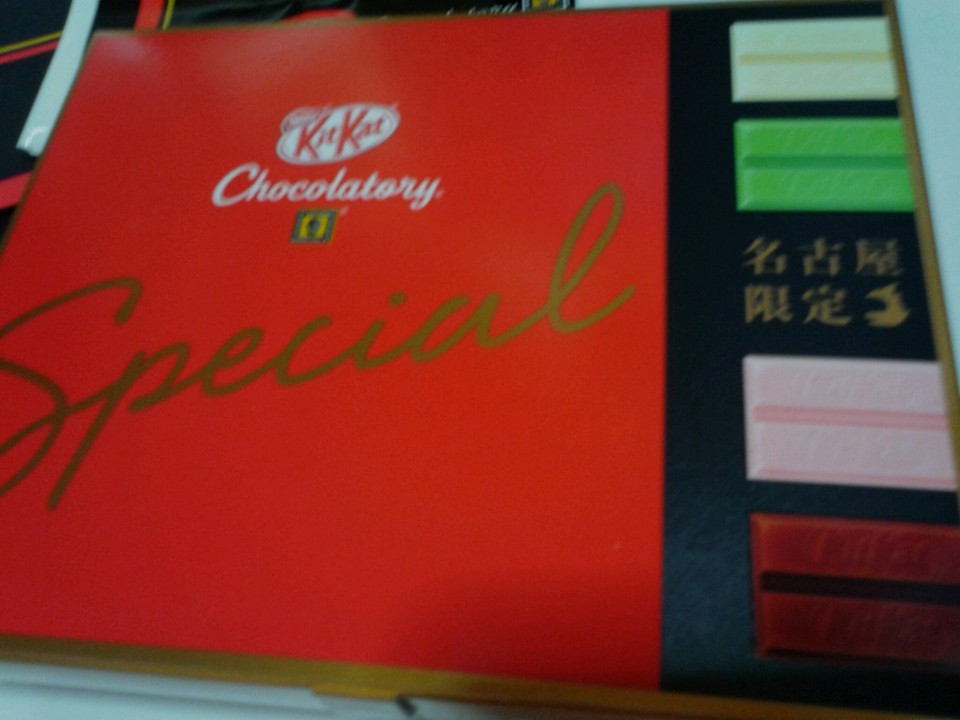 KitKat
Chocolatory
Special
名古屋
限定